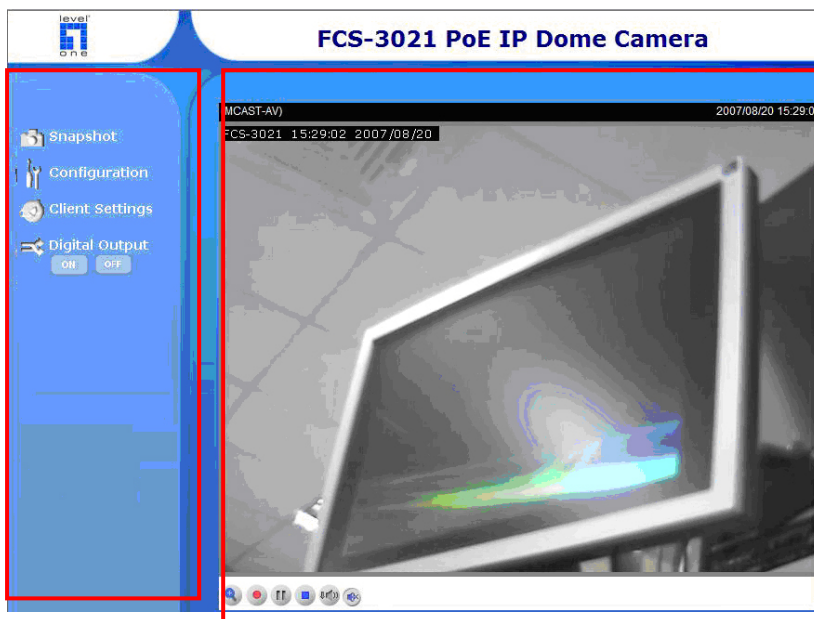 level
one
FCS-3021 PoE IP Dome Camera
(MCAST-AV)
2007/08/20 15:29:0
FCS-3021 15:29:02 2007/08/20
Snapshot
Configuration
Client Settings
Digital Output
ON OFF